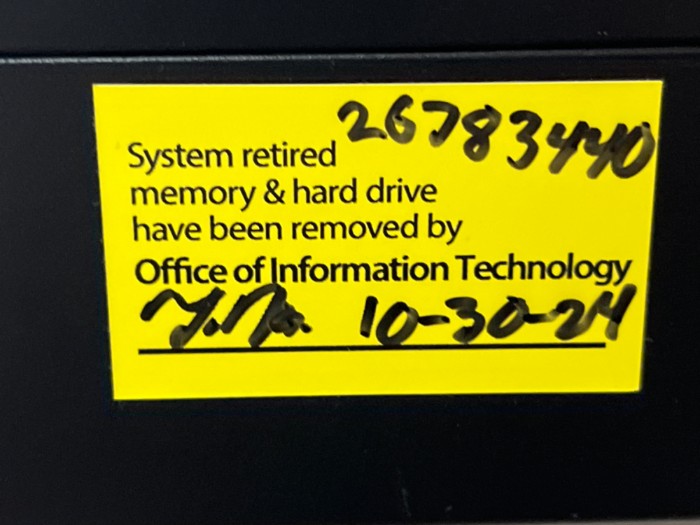 26783440
System retired
memory & hard drive
have been removed by
Office of Information Technology
10-30-24